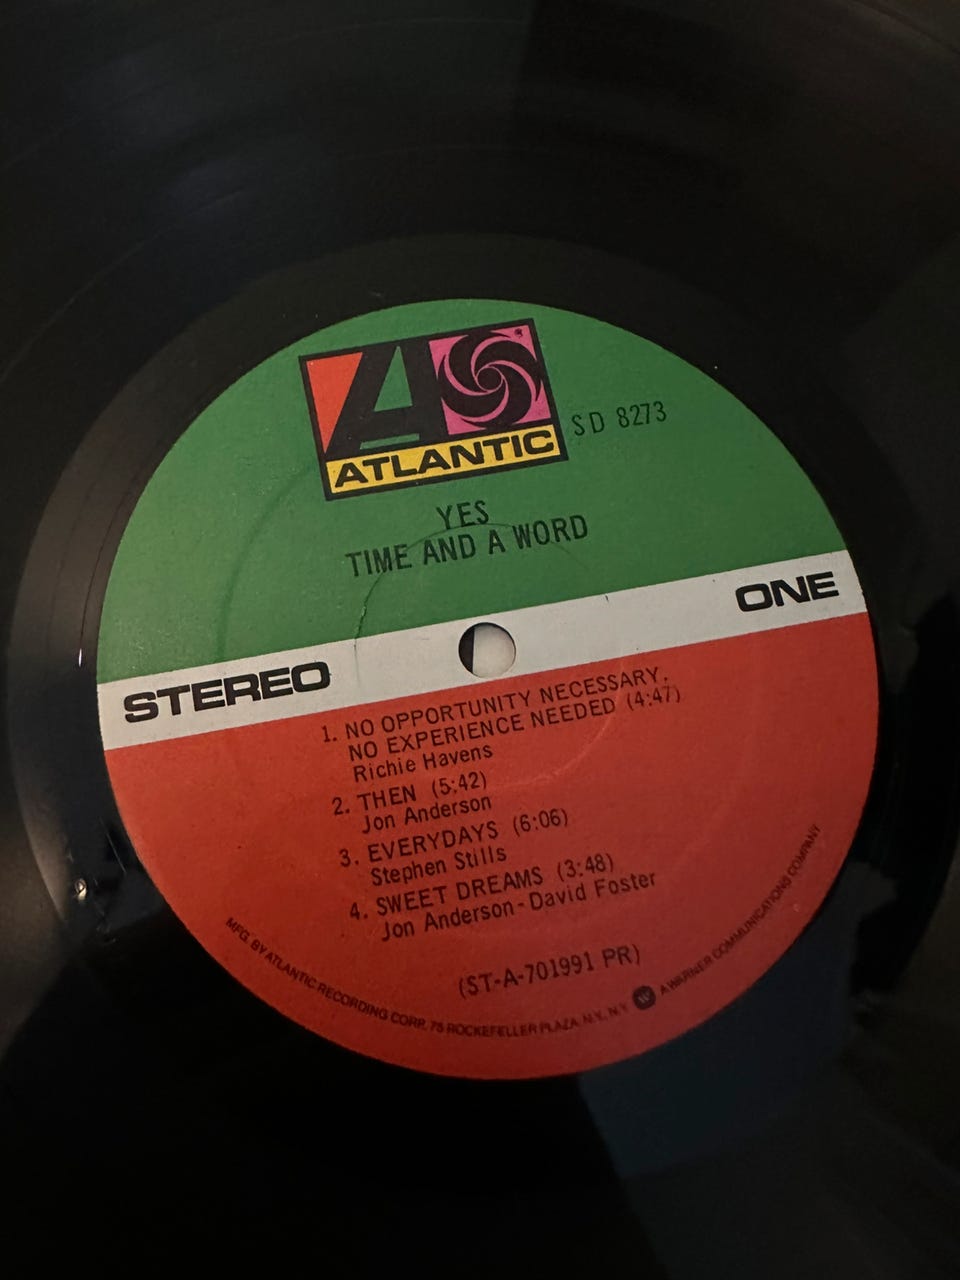 ATLANTIC
SD 8273
YES
TIME AND A WORD
STEREO
ONE
1. NO OPPORTUNITY NECESSARY,
NO EXPERIENCE NEEDED (4:47)
Richie Havens
2. THEN (5:42)
Jon Anderson
3. EVERYDAYS (6:06)
Stephen Stills
4. SWEET DREAMS (3:48)
Jon Anderson-David Foster
(ST-A-701991 PR)
MFG. BY ATLANTIC RECORDING CORP., 75 ROCKEFELLER PLAZA, N.Y., N.Y. W A WARNER COMMUNICATIONS COMPANY